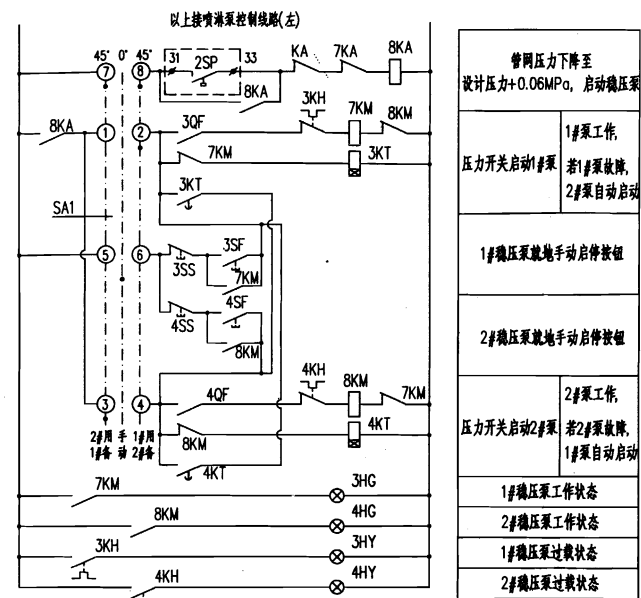 以上接喷淋泵控制线路(左)
45° 0° 45°
31 2SP 33 KA 7KA 8KA
7 8
8KA
8KA 3QF 3KH 7KM 8KM
1 2
7KM 3KT
3KT
SA1
5 6
3SS 3SF
7KM
4SS 4SF
8KM
4QF 4KH 8KM 7KM
3 4
8KM 4KT
4KT
2#用 手 1#用
1#备 动 2#备
7KM 3HG
8KM 4HG
3KH 3HY
4KH 4HY
管网压力下降至
设计压力+0.06MPa, 启动稳压泵
压力开关启动1#泵
1#泵工作,
若1#泵故障,
2#泵自动启动
1#稳压泵就地手动启停按钮
2#稳压泵就地手动启停按钮
压力开关启动2#泵
2#泵工作,
若2#泵故障,
1#泵自动启动
1#稳压泵工作状态
2#稳压泵工作状态
1#稳压泵过载状态
2#稳压泵过载状态